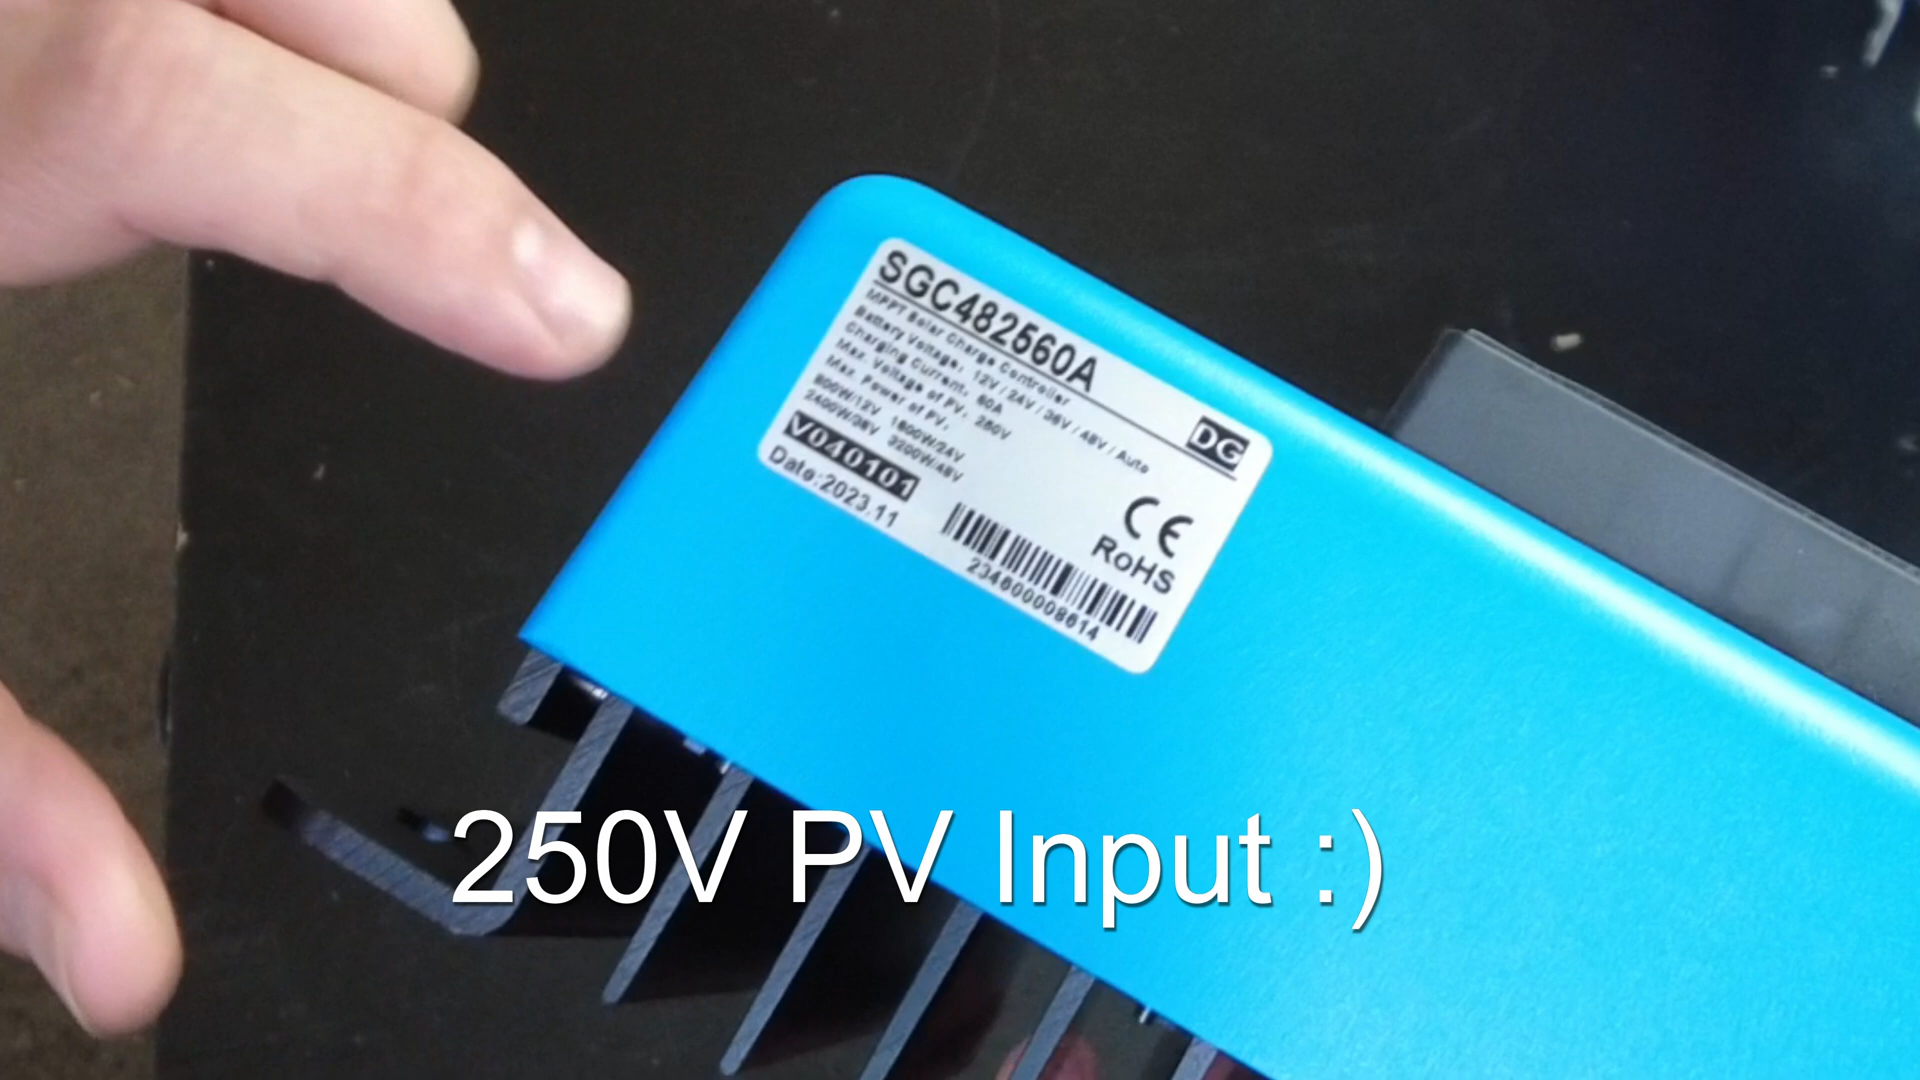 SGC482560A
MPPT Solar Charge Controller
Battery Voltage: 12V / 24V / 36V / 48V / Auto
Charging Current: 60A
Max. Voltage of PV: 250V
Max. Power of PV:
800W/12V 1600W/24V
2400W/36V 3200W/48V
V040101
Date:2023.11
DG
CE
RoHS
234600008614
250V PV Input :)